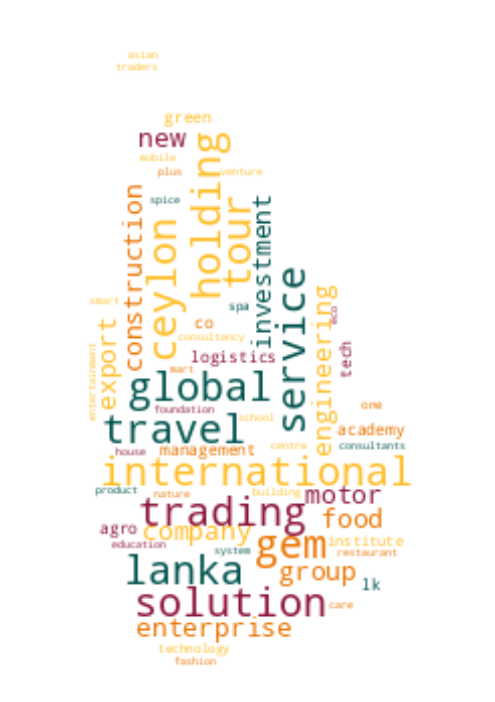 asian
traders
green
new
mobile
plus
venture
spice
holding
tour
construction
ceylon
investment
smart
spa
service
engineering
eco
co
export
consultancy
logistics
tech
entertainment
mart
global
foundation
one
school
travel
academy
house
management
centre
consultants
international
product
nature
building
motor
trading
food
agro
company
gem
institute
education
system
restaurant
lanka
group
lk
solution
care
enterprise
technology
fashion